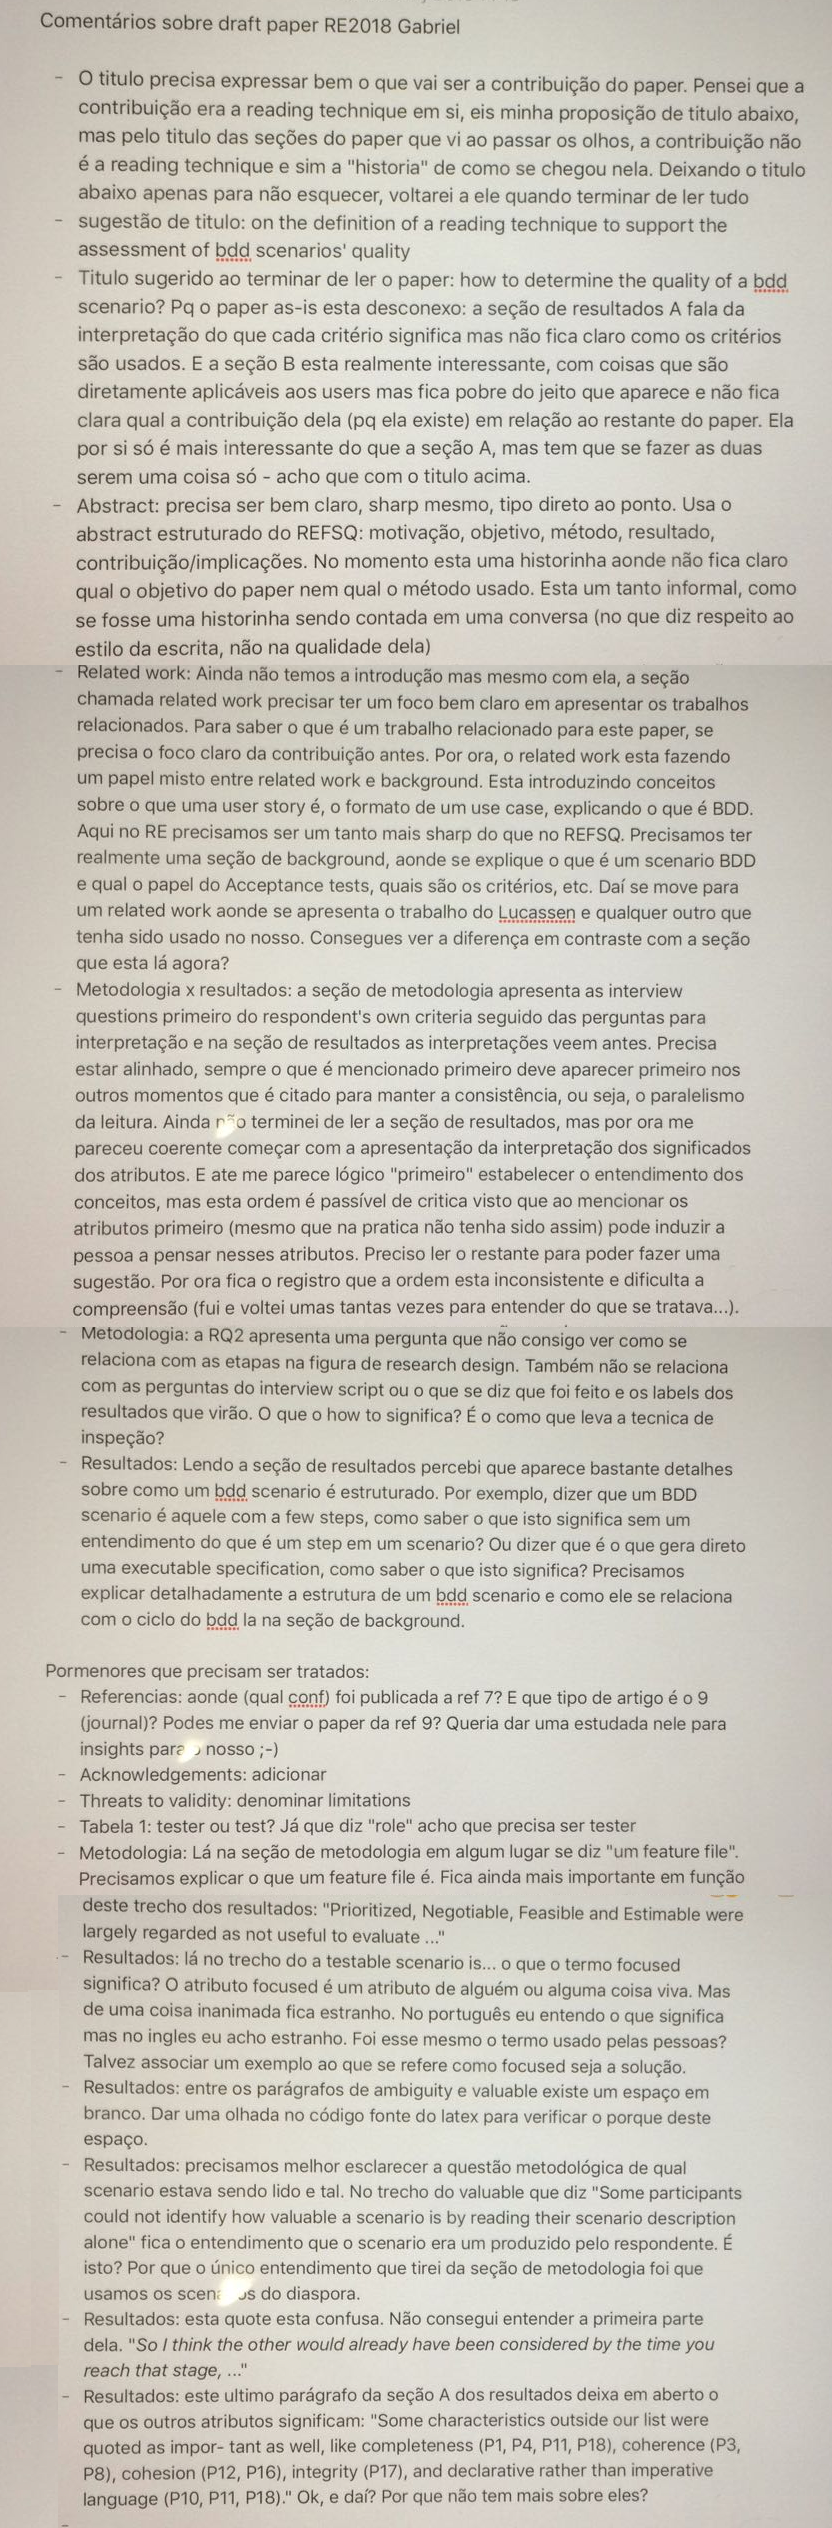 Comentários sobre draft paper RE2018 Gabriel
- O titulo precisa expressar bem o que vai ser a contribuição do paper. Pensei que a
contribuição era a reading technique em si, eis minha proposição de titulo abaixo,
mas pelo titulo das seções do paper que vi ao passar os olhos, a contribuição não
é a reading technique e sim a "historia" de como se chegou nela. Deixando o titulo
abaixo apenas para não esquecer, voltarei a ele quando terminar de ler tudo
- sugestão de titulo: on the definition of a reading technique to support the
assessment of bdd scenarios' quality
- Titulo sugerido ao terminar de ler o paper: how to determine the quality of a bdd
scenario? Pq o paper as-is esta desconexo: a seção de resultados A fala da
interpretação do que cada critério significa mas não fica claro como os critérios
são usados. E a seção B esta realmente interessante, com coisas que são
diretamente aplicáveis aos users mas fica pobre do jeito que aparece e não fica
clara qual a contribuição dela (pq ela existe) em relação ao restante do paper. Ela
por si só é mais interessante do que a seção A, mas tem que se fazer as duas
serem uma coisa só - acho que com o titulo acima.
- Abstract: precisa ser bem claro, sharp mesmo, tipo direto ao ponto. Usa o
abstract estruturado do REFSQ: motivação, objetivo, método, resultado,
contribuição/implicações. No momento esta uma historinha aonde não fica claro
qual o objetivo do paper nem qual o método usado. Esta um tanto informal, como
se fosse uma historinha sendo contada em uma conversa (no que diz respeito ao
estilo da escrita, não na qualidade dela)
- Related work: Ainda não temos a introdução mas mesmo com ela, a seção
chamada related work precisar ter um foco bem claro em apresentar os trabalhos
relacionados. Para saber o que é um trabalho relacionado para este paper, se
precisa o foco claro da contribuição antes. Por ora, o related work esta fazendo
um papel misto entre related work e background. Esta introduzindo conceitos
sobre o que uma user story é, o formato de um use case, explicando o que é BDD.
Aqui no RE precisamos ser um tanto mais sharp do que no REFSQ. Precisamos ter
realmente uma seção de background, aonde se explique o que é um scenario BDD
e qual o papel do Acceptance tests, quais são os critérios, etc. Daí se move para
um related work aonde se apresenta o trabalho do Lucassen e qualquer outro que
tenha sido usado no nosso. Consegues ver a diferença em contraste com a seção
que esta lá agora?
- Metodologia x resultados: a seção de metodologia apresenta as interview
questions primeiro do respondent's own criteria seguido das perguntas para
interpretação e na seção de resultados as interpretações veem antes. Precisa
estar alinhado, sempre o que é mencionado primeiro deve aparecer primeiro nos
outros momentos que é citado para manter a consistência, ou seja, o paralelismo
da leitura. Ainda não terminei de ler a seção de resultados, mas por ora me
pareceu coerente começar com a apresentação da interpretação dos significados
dos atributos. E ate me parece lógico "primeiro" estabelecer o entendimento dos
conceitos, mas esta ordem é passível de critica visto que ao mencionar os
atributos primeiro (mesmo que na pratica não tenha sido assim) pode induzir a
pessoa a pensar nesses atributos. Preciso ler o restante para poder fazer uma
sugestão. Por ora fica o registro que a ordem esta inconsistente e dificulta a
compreensão (fui e voltei umas tantas vezes para entender do que se tratava...).
- Metodologia: a RQ2 apresenta uma pergunta que não consigo ver como se
relaciona com as etapas na figura de research design. Também não se relaciona
com as perguntas do interview script ou o que se diz que foi feito e os labels dos
resultados que virão. O que o how to significa? É o como que leva a tecnica de
inspeção?
- Resultados: Lendo a seção de resultados percebi que aparece bastante detalhes
sobre como um bdd scenario é estruturado. Por exemplo, dizer que um BDD
scenario é aquele com a few steps, como saber o que isto significa sem um
entendimento do que é um step em um scenario? Ou dizer que é o que gera direto
uma executable specification, como saber o que isto significa? Precisamos
explicar detalhadamente a estrutura de um bdd scenario e como ele se relaciona
com o ciclo do bdd la na seção de background.
Pormenores que precisam ser tratados:
- Referencias: aonde (qual conf) foi publicada a ref 7? E que tipo de artigo é o 9
(journal)? Podes me enviar o paper da ref 9? Queria dar uma estudada nele para
insights para o nosso ;-)
- Acknowledgements: adicionar
- Threats to validity: denominar limitations
- Tabela 1: tester ou test? Já que diz "role" acho que precisa ser tester
- Metodologia: Lá na seção de metodologia em algum lugar se diz "um feature file".
Precisamos explicar o que um feature file é. Fica ainda mais importante em função
deste trecho dos resultados: "Prioritized, Negotiable, Feasible and Estimable were
largely regarded as not useful to evaluate ..."
- Resultados: lá no trecho do a testable scenario is... o que o termo focused
significa? O atributo focused é um atributo de alguém ou alguma coisa viva. Mas
de uma coisa inanimada fica estranho. No português eu entendo o que significa
mas no ingles eu acho estranho. Foi esse mesmo o termo usado pelas pessoas?
Talvez associar um exemplo ao que se refere como focused seja a solução.
- Resultados: entre os parágrafos de ambiguity e valuable existe um espaço em
branco. Dar uma olhada no código fonte do latex para verificar o porque deste
espaço.
- Resultados: precisamos melhor esclarecer a questão metodológica de qual
scenario estava sendo lido e tal. No trecho do valuable que diz "Some participants
could not identify how valuable a scenario is by reading their scenario description
alone" fica o entendimento que o scenario era um produzido pelo respondente. É
isto? Por que o único entendimento que tirei da seção de metodologia foi que
usamos os scenarios do diaspora.
- Resultados: esta quote esta confusa. Não consegui entender a primeira parte
dela. "So I think the other would already have been considered by the time you
reach that stage, ..."
- Resultados: este ultimo parágrafo da seção A dos resultados deixa em aberto o
que os outros atributos significam: "Some characteristics outside our list were
quoted as impor- tant as well, like completeness (P1, P4, P11, P18), coherence (P3,
P8), cohesion (P12, P16), integrity (P17), and declarative rather than imperative
language (P10, P11, P18)." Ok, e daí? Por que não tem mais sobre eles?